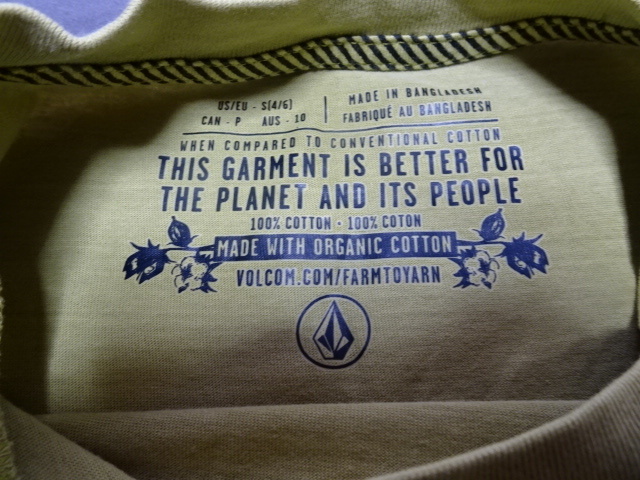 US/EU - S(4/6)
CAN - P AUS - 10
MADE IN BANGLADESH
FABRIQUÉ AU BANGLADESH
WHEN COMPARED TO CONVENTIONAL COTTON
THIS GARMENT IS BETTER FOR
THE PLANET AND ITS PEOPLE
100% COTTON - 100% COTON
MADE WITH ORGANIC COTTON
VOLCOM.COM/FARMTOYARN